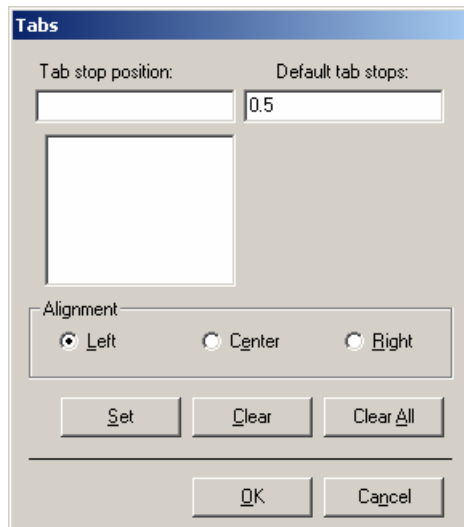 Tabs
Tab stop position: Default tab stops:
0.5
Alignment
Left Center Right
Set Clear Clear All
OK Cancel